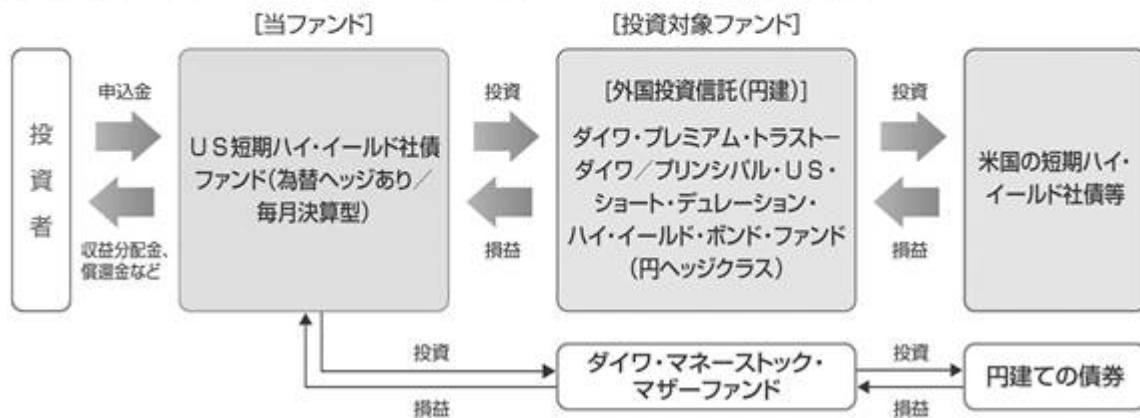 [当ファンド]
[投資対象ファンド]
投資者
申込金
収益分配金、
償還金など
US短期ハイ・イールド社債
ファンド(為替ヘッジあり／
毎月決算型)
投資
損益
[外国投資信託(円建)]
ダイワ・プレミアム・トラスト－
ダイワ／プリンシパル・US・
ショート・デュレーション・
ハイ・イールド・ボンド・ファンド
(円ヘッジクラス)
投資
損益
米国の短期ハイ・
イールド社債等
投資
損益
ダイワ・マネーストック・
マザーファンド
投資
損益
円建ての債券